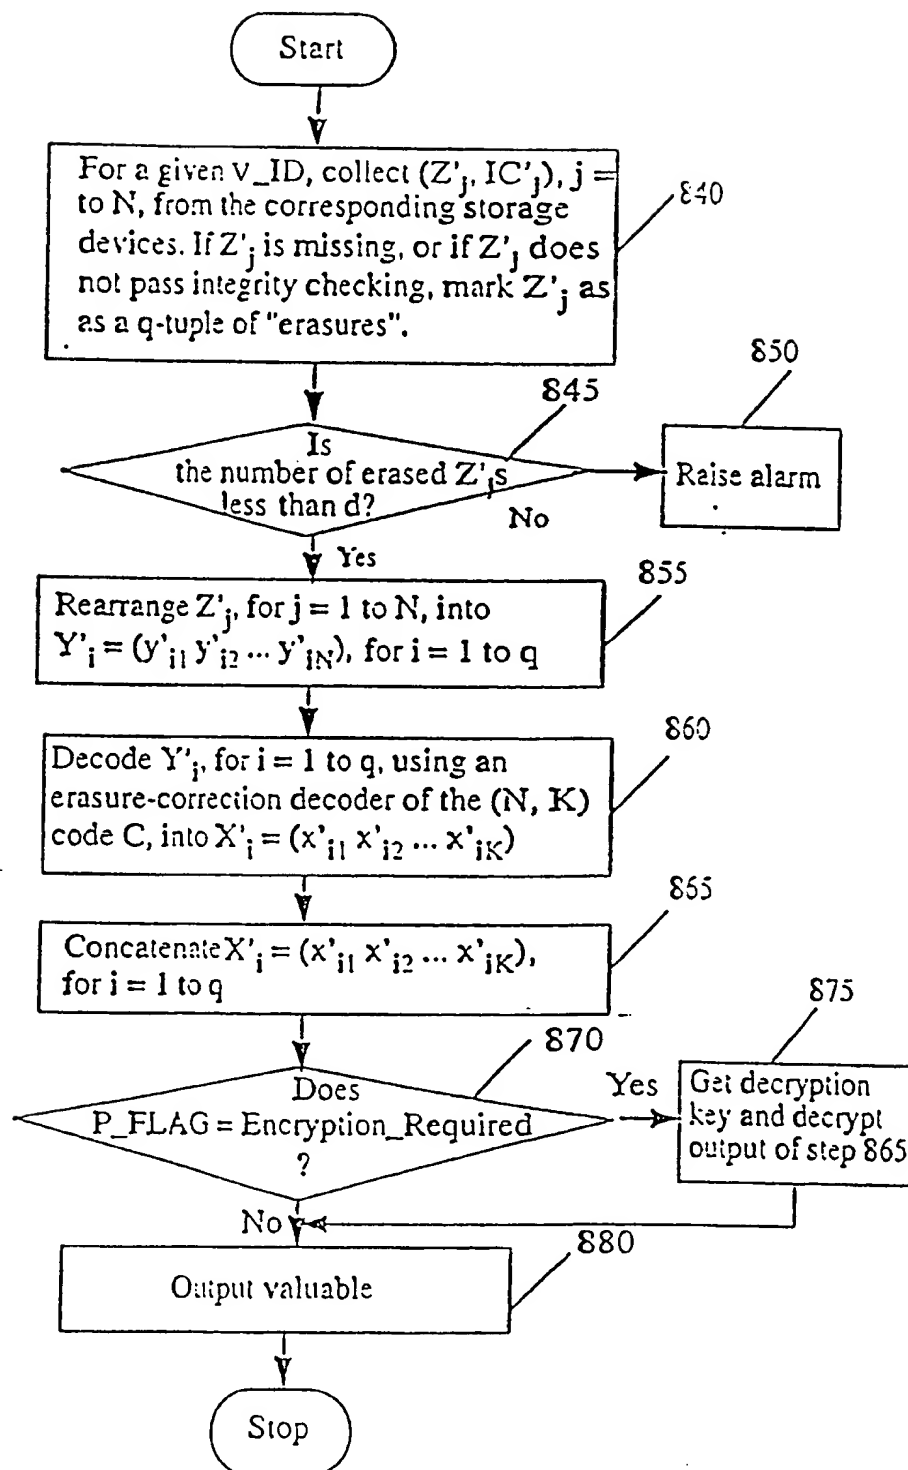 Start
For a given V_ID, collect (Z'j, IC'j), j =
to N, from the corresponding storage
devices. If Z'j is missing, or if Z'j does
not pass integrity checking, mark Z'j as
as a q-tuple of "erasures".
840
845
850
Is
the number of erased Z'js
less than d?
Raise alarm
No
Yes
855
Rearrange Z'j, for j = 1 to N, into
Y'i = (y'i1 y'i2 ... y'iN), for i = 1 to q
860
Decode Y'i, for i = 1 to q, using an
erasure-correction decoder of the (N, K)
code C, into X'i = (x'i1 x'i2 ... x'iK)
865
Concatenate X'i = (x'i1 x'i2 ... x'iK),
for i = 1 to q
870
875
Does
P_FLAG = Encryption_Required
?
Yes
Get decryption
key and decrypt
output of step 865
No
880
Output valuable
Stop